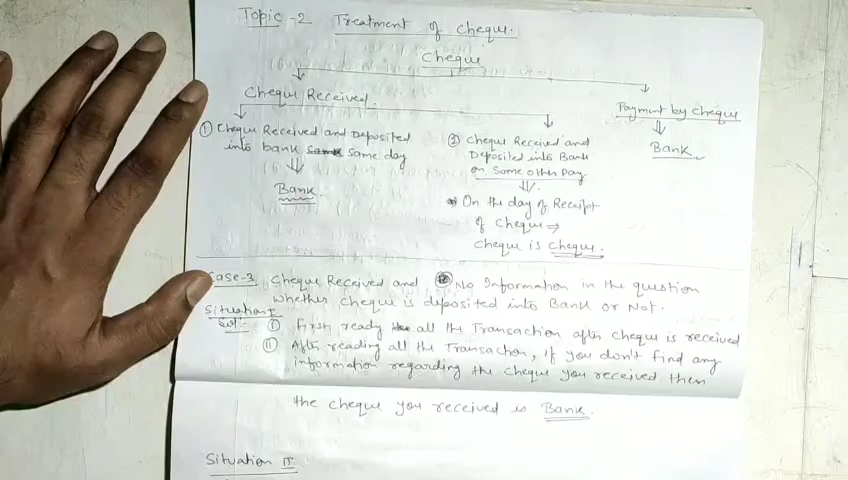 Topic -2 Treatment of Cheque.
Cheque
Cheque Received.
Payment by Cheque
Bank
① Cheque Received and Deposited
into bank same day
Bank
② Cheque Received and
Deposited into Bank
on Some other Day
On the day of Receipt
of Cheque ⇒
Cheque is Cheque.
Case-3 Cheque Received and No Information in the question
whether cheque is deposited into Bank or Not.
Situation I
Sol:- ① First ready all the Transaction after cheque is received
② After reading all the Transaction, if you don't find any
information regarding the cheque you received then
the cheque you received is Bank.
Situation II